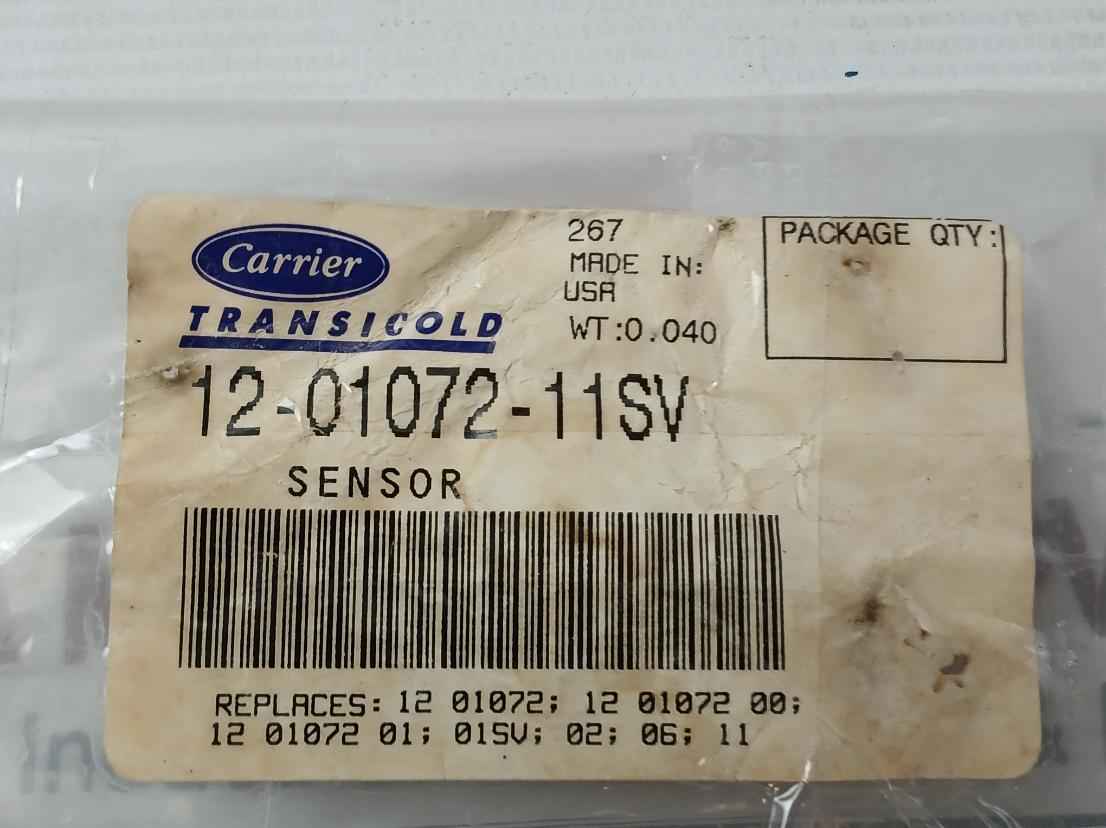 Carrier
TRANSICOLD
267
MADE IN:
USA
WT:0.040
PACKAGE QTY:
12-01072-11SV
SENSOR
REPLACES: 12 01072; 12 01072 00;
12 01072 01; 01SV; 02; 06; 11